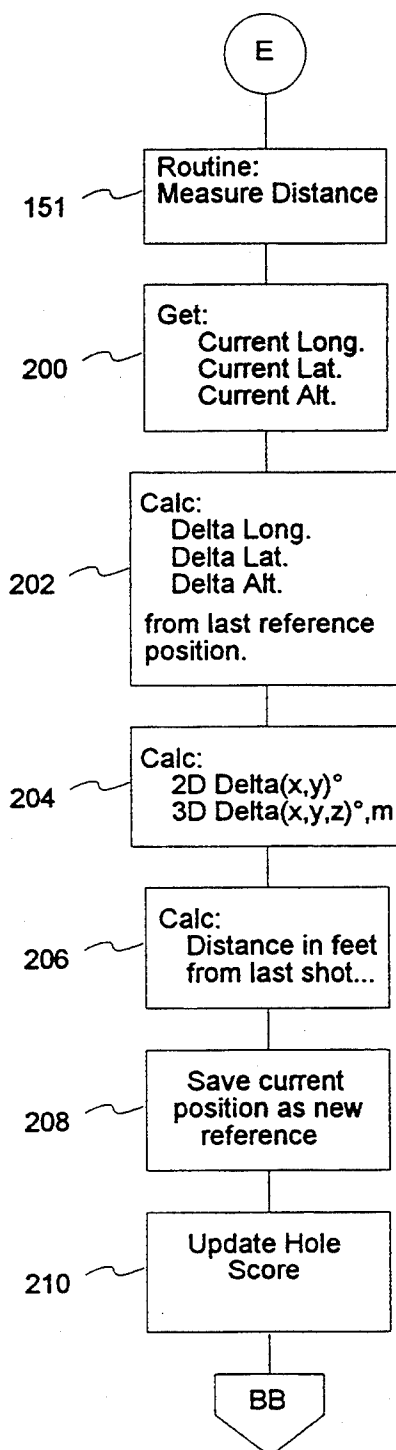 E
151
Routine:
Measure Distance
200
Get:
Current Long.
Current Lat.
Current Alt.
202
Calc:
Delta Long.
Delta Lat.
Delta Alt.
from last reference
position.
204
Calc:
2D Delta(x,y)°
3D Delta(x,y,z)°,m
206
Calc:
Distance in feet
from last shot...
208
Save current
position as new
reference
210
Update Hole
Score
BB